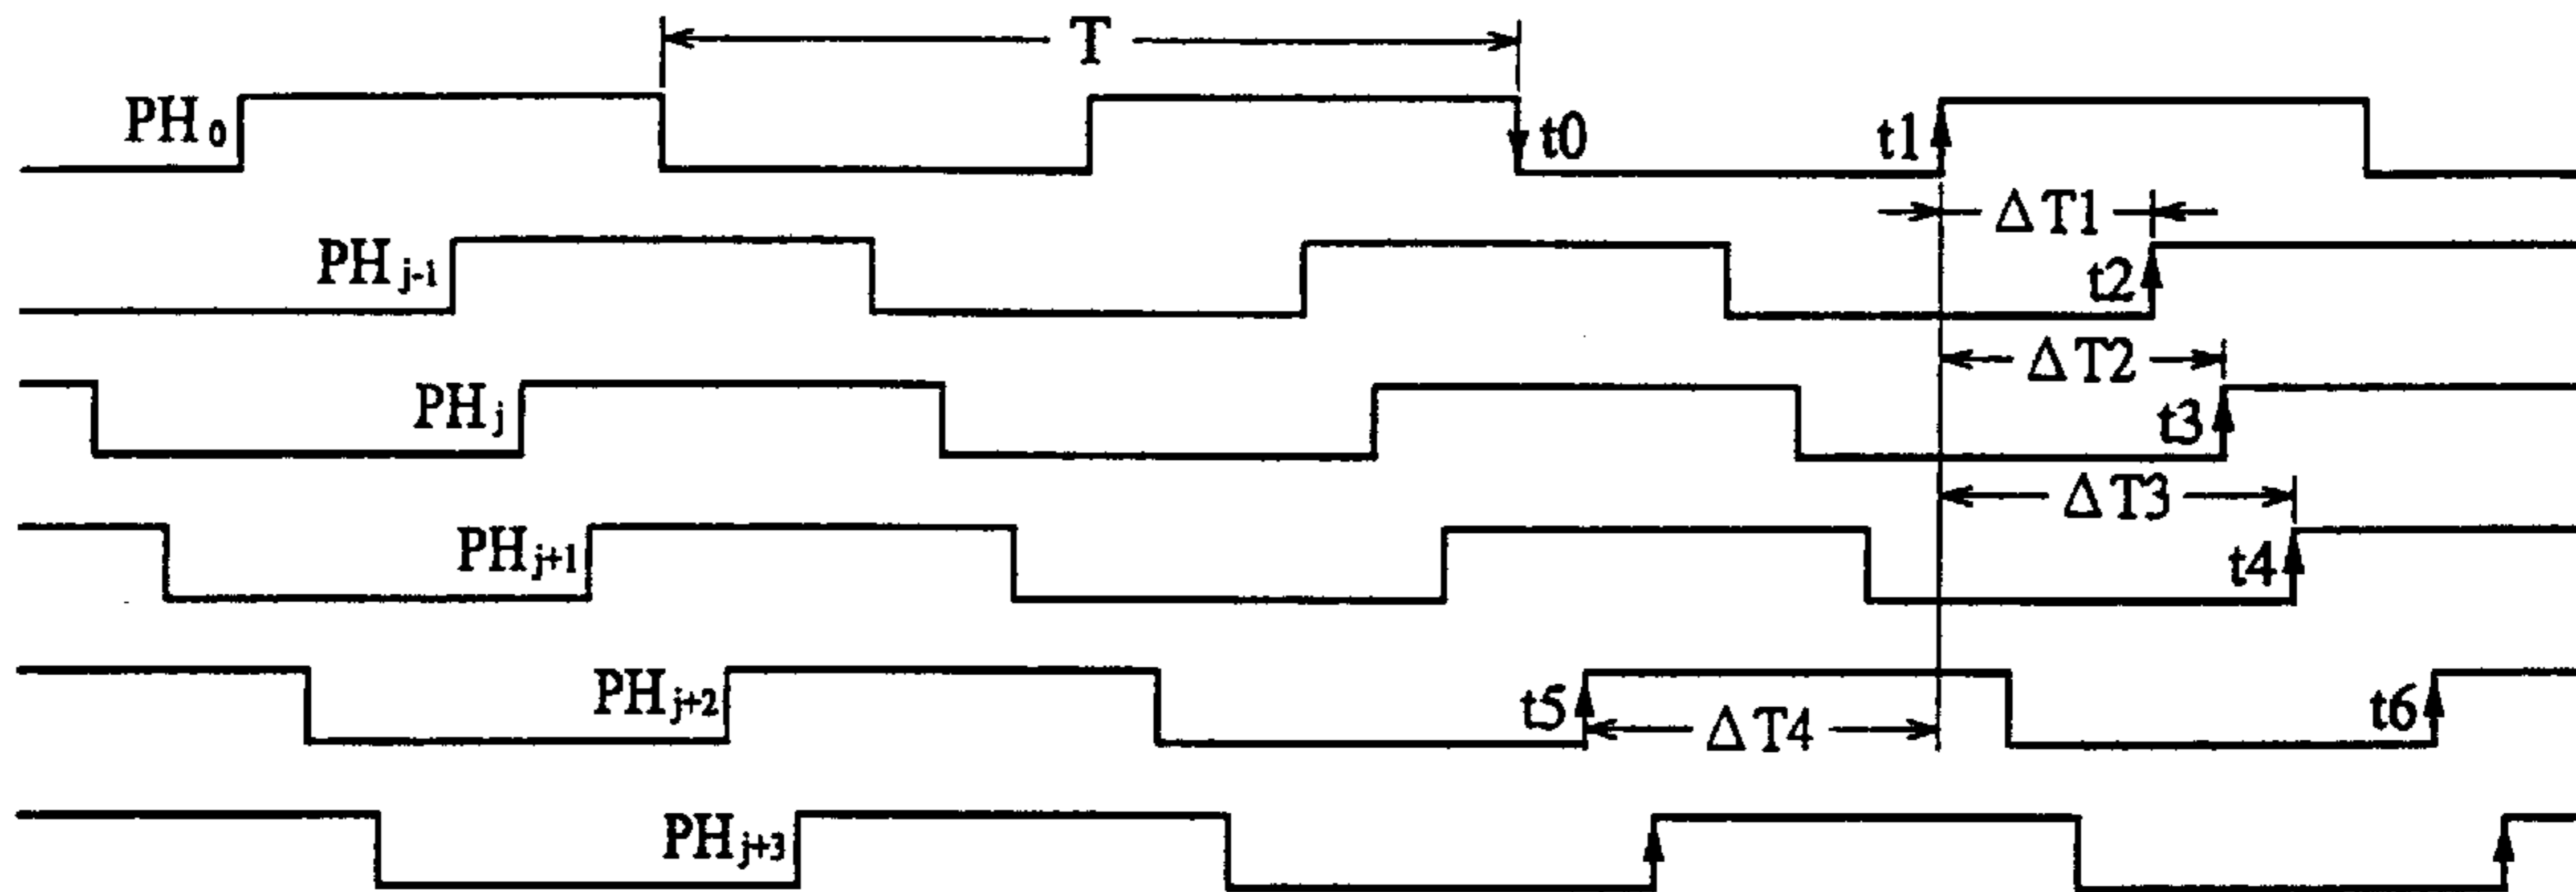 T
PH₀ t0 t1
ΔT1
PHj-1 t2
ΔT2
PHj t3
ΔT3
PHj+1 t4
PHj+2 t5 t6
ΔT4
PHj+3